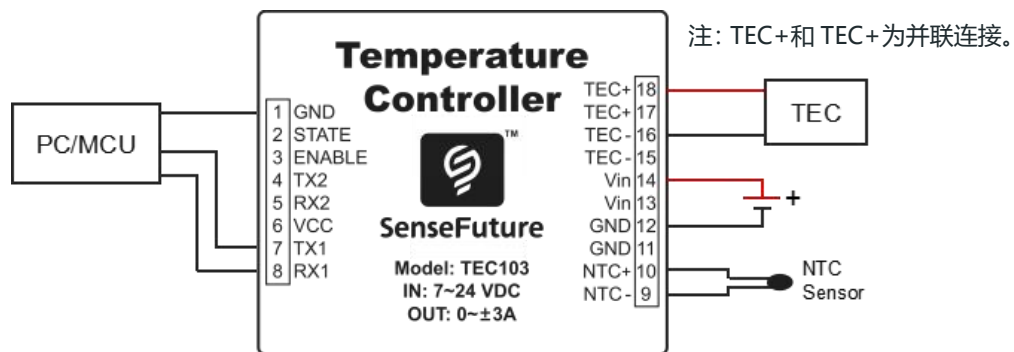 注: TEC+和 TEC+为并联连接。
Temperature
Controller
PC/MCU
1 GND
2 STATE
3 ENABLE
4 TX2
5 RX2
6 VCC
7 TX1
8 RX1
TM
SenseFuture
Model: TEC103
IN: 7~24 VDC
OUT: 0~±3A
TEC+ 18
TEC+ 17
TEC- 16
TEC- 15
Vin 14
Vin 13
GND 12
GND 11
NTC+ 10
NTC- 9
TEC
+
NTC
Sensor